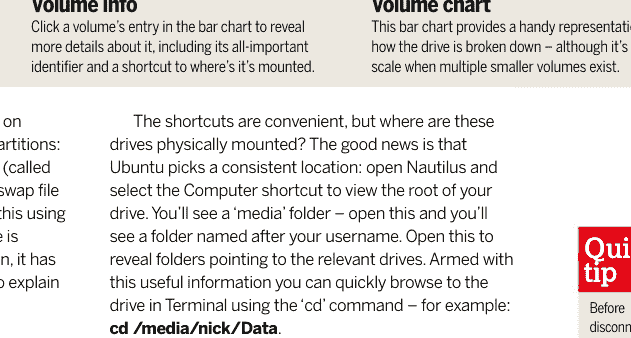 Volume info
Click a volume's entry in the bar chart to reveal
more details about it, including its all-important
identifier and a shortcut to where's it's mounted.
Volume chart
This bar chart provides a handy
how the drive is broken down – although it's
scale when multiple smaller volumes exist.
on
(called
swap file
this using
is
it has
explain
The shortcuts are convenient, but where are these
drives physically mounted? The good news is that
Ubuntu picks a consistent location: open Nautilus and
select the Computer shortcut to view the root of your
drive. You'll see a 'media' folder – open this and you'll
see a folder named after your username. Open this to
reveal folders pointing to the relevant drives. Armed with
this useful information you can quickly browse to the
drive in Terminal using the 'cd' command – for example:
cd /media/nick/Data.
tip
Before